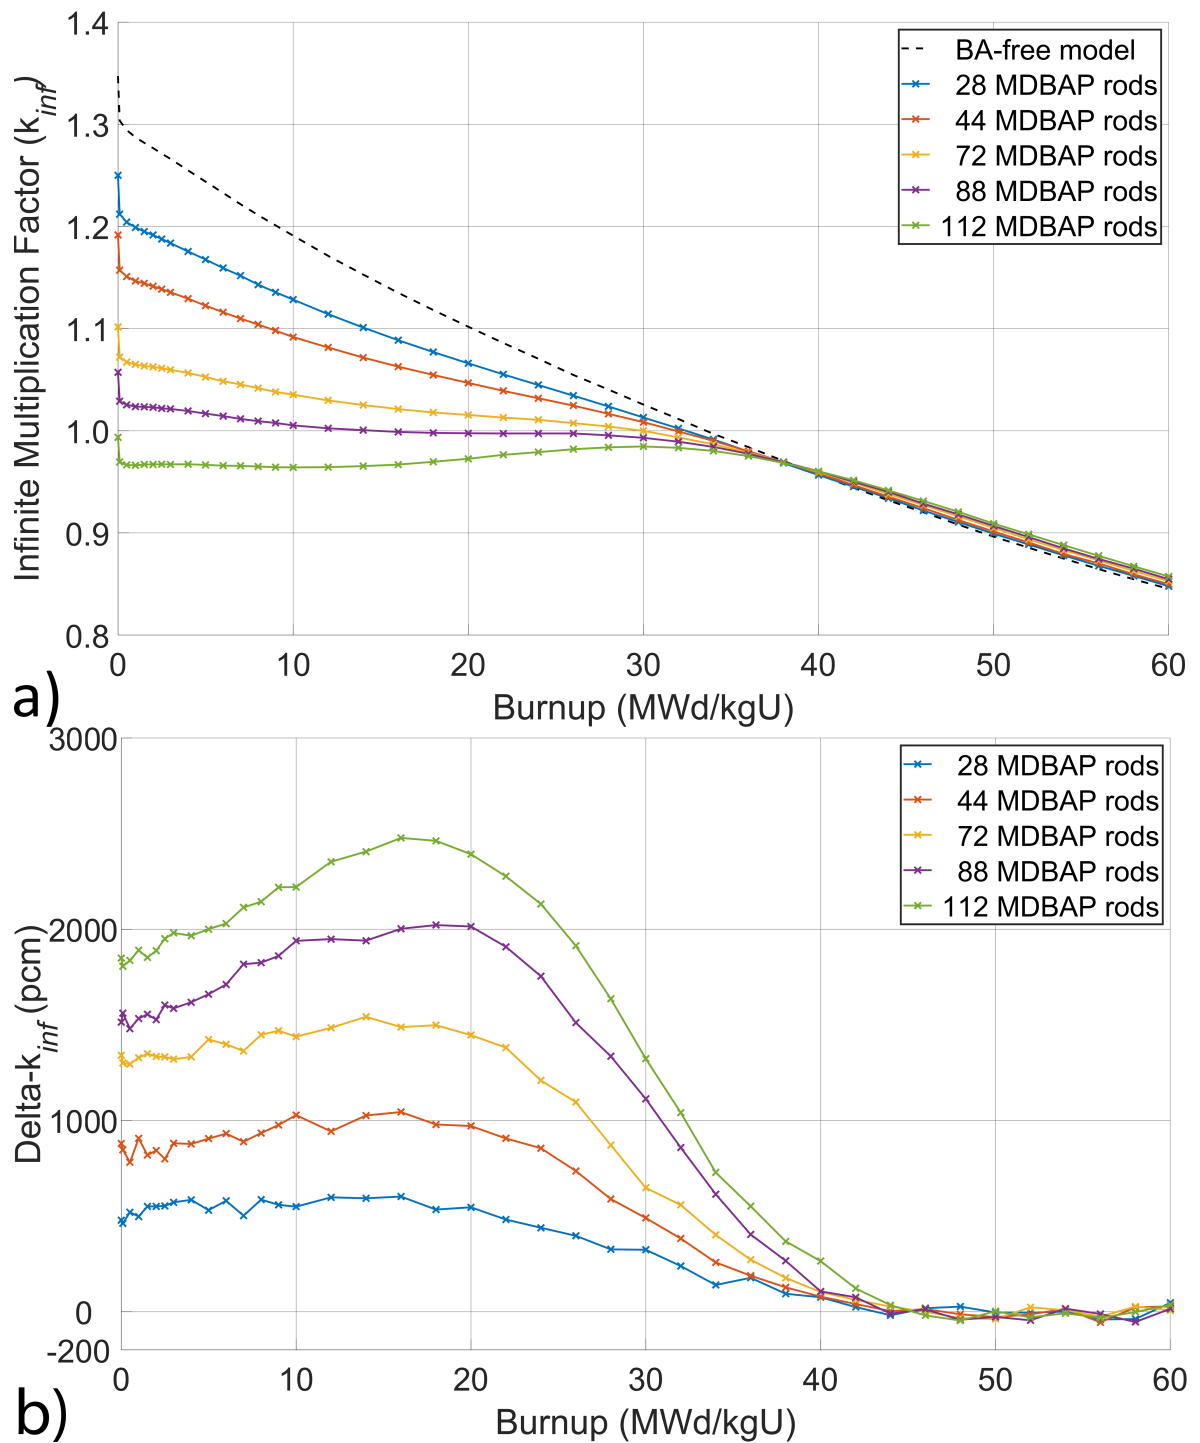 1.4
1.3
1.2
1.1
1.0
0.9
0.8
Infinite Multiplication Factor (k_inf)
BA-free model
28 MDBAP rods
44 MDBAP rods
72 MDBAP rods
88 MDBAP rods
112 MDBAP rods
0 10 20 30 40 50 60
Burnup (MWd/kgU)
a)
3000
2000
1000
0
-200
Delta-k_inf (pcm)
28 MDBAP rods
44 MDBAP rods
72 MDBAP rods
88 MDBAP rods
112 MDBAP rods
0 10 20 30 40 50 60
Burnup (MWd/kgU)
b)